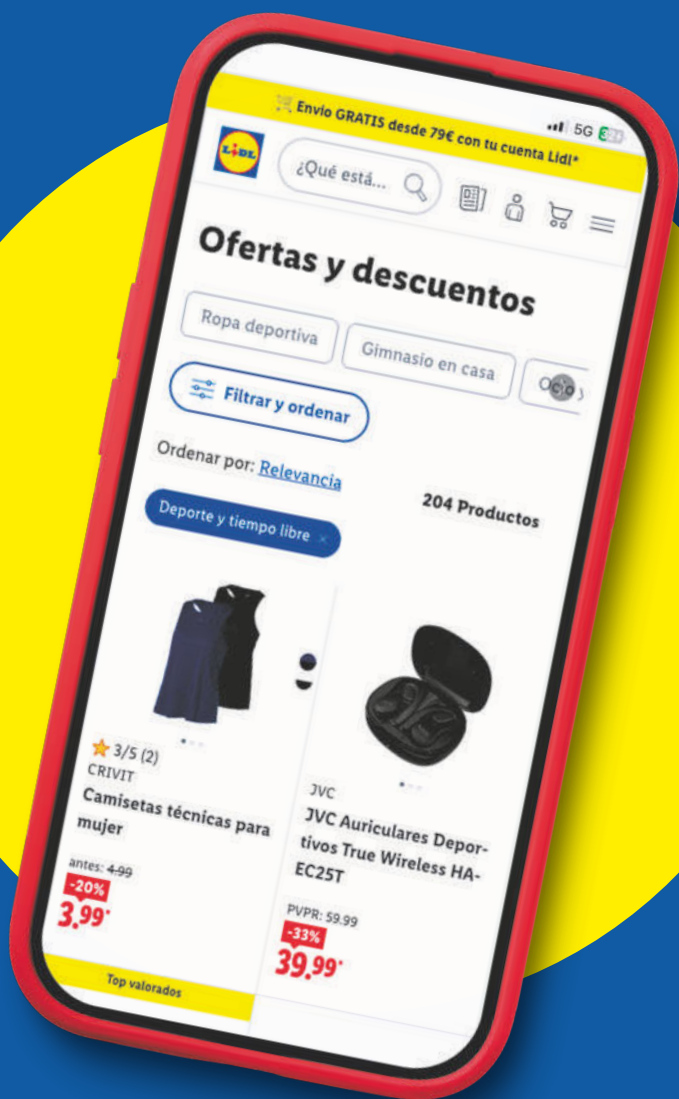 5G
Envío GRATIS desde 79€ con tu cuenta Lidl*
LiDL
¿Qué está...
Ofertas y descuentos
Ropa deportiva
Gimnasio en casa
Filtrar y ordenar
Ordenar por: Relevancia
204 Productos
Deporte y tiempo libre ×
3/5 (2)
CRIVIT
Camisetas técnicas para
mujer
antes: 4.99
-20%
3.99*
JVC
JVC Auriculares Depor-
tivos True Wireless HA-
EC25T
PVPR: 59.99
-33%
39.99*
Top valorados